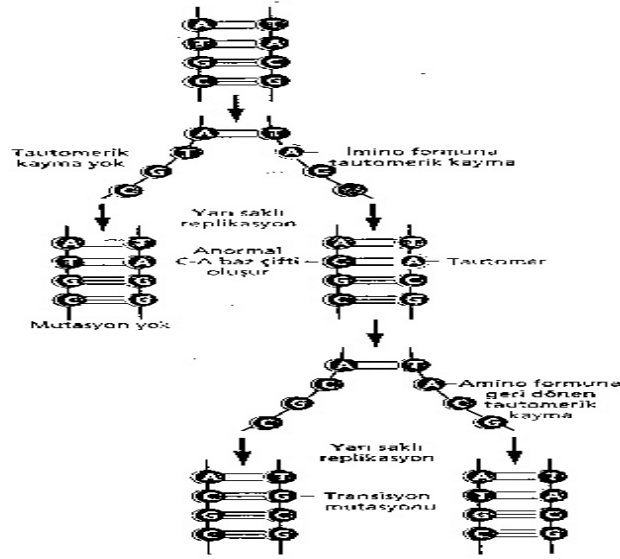 A T
T A
G C
C G
A T
Tautomerik
kayma yok
T
G
C
A
C
İmino formuna
tautomerik kayma
Yarı saklı
replikasyon
A T
T A
G G
C G
Mutasyon yok
Anormal
C-A baz çifti
oluşur
A T
C A
G C
C G
Tautomer
A T
C
G
C
A
C
G
Amino formuna
geri dönen
tautomerik
kayma
Yarı saklı
replikasyon
A T
C G
G C
C G
Transisyon
mutasyonu
A T
T A
G C
C G